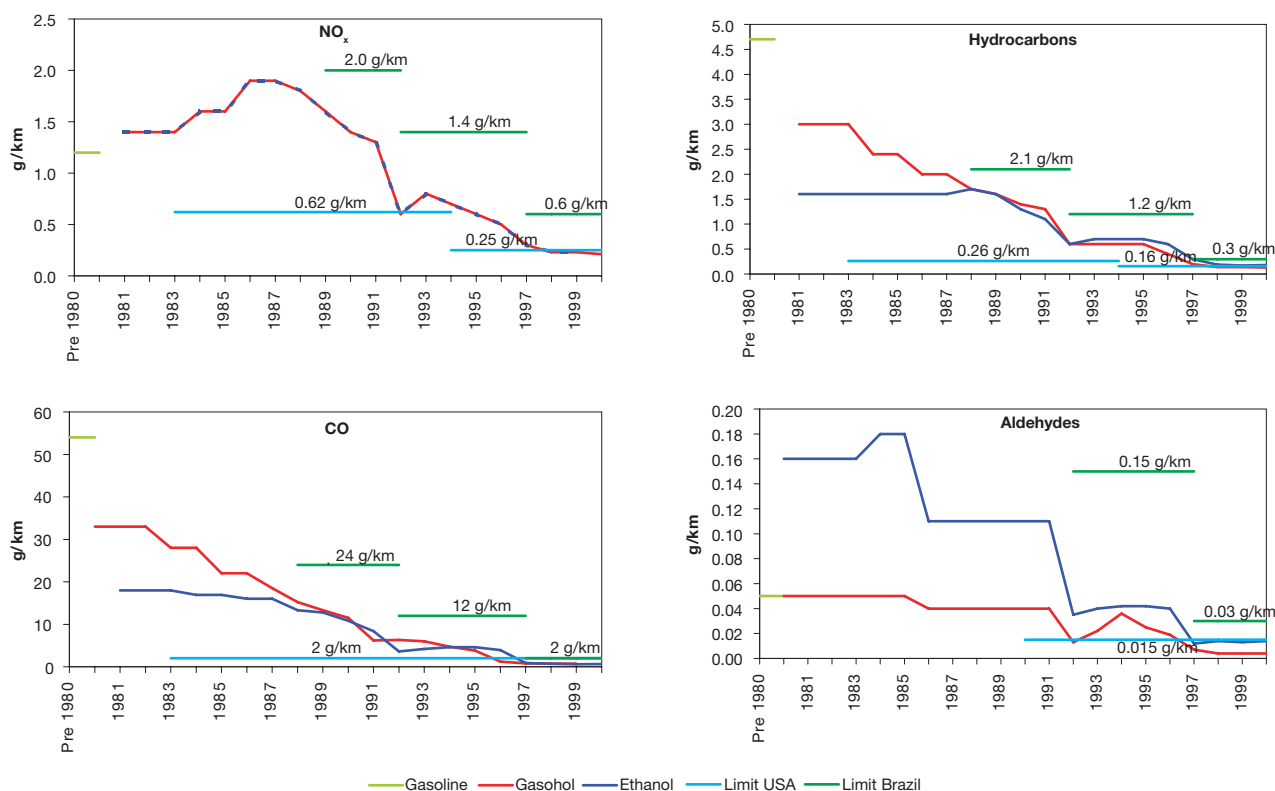 NOx
g/km
2.5
2.0
1.5
1.0
0.5
0.0
2.0 g/km
1.4 g/km
0.62 g/km
0.6 g/km
0.25 g/km
Pre 1980
1981
1983
1985
1987
1989
1991
1993
1995
1997
1999
Hydrocarbons
g/km
5.0
4.5
4.0
3.5
3.0
2.5
2.0
1.5
1.0
0.5
0.0
2.1 g/km
1.2 g/km
0.26 g/km
0.16 g/km
0.3 g/km
Pre 1980
1981
1983
1985
1987
1989
1991
1993
1995
1997
1999
CO
g/km
60
50
40
30
20
10
0
, 24 g/km
12 g/km
2 g/km
2 g/km
Pre 1980
1981
1983
1985
1987
1989
1991
1993
1995
1997
1999
Aldehydes
g/km
0.20
0.18
0.16
0.14
0.12
0.10
0.08
0.06
0.04
0.02
0.00
0.15 g/km
0.03 g/km
0.015 g/km
Pre 1980
1981
1983
1985
1987
1989
1991
1993
1995
1997
19999
Gasoline Gasohol Ethanol Limit USA Limit Brazil